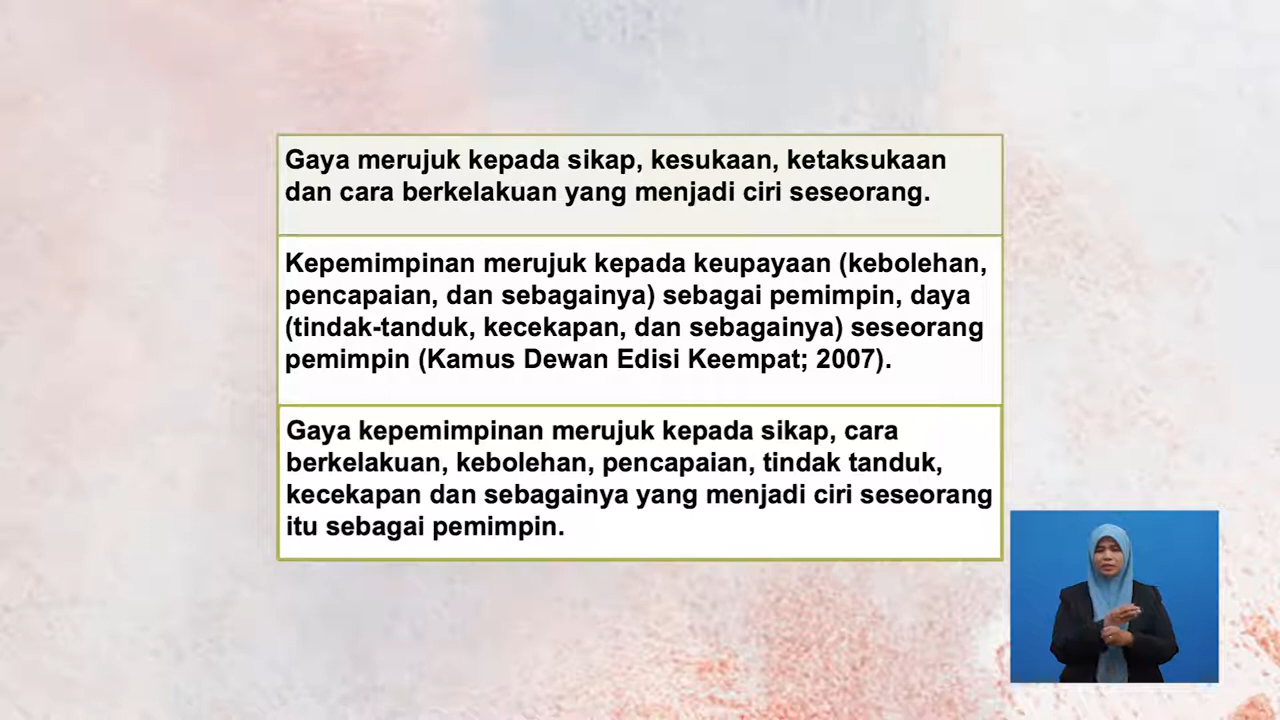 Gaya merujuk kepada sikap, kesukaan, ketaksukaan
dan cara berkelakuan yang menjadi ciri seseorang.
Kepemimpinan merujuk kepada keupayaan (kebolehan,
pencapaian, dan sebagainya) sebagai pemimpin, daya
(tindak-tanduk, kecekapan, dan sebagainya) seseorang
pemimpin (Kamus Dewan Edisi Keempat; 2007).
Gaya kepemimpinan merujuk kepada sikap, cara
berkelakuan, kebolehan, pencapaian, tindak tanduk,
kecekapan dan sebagainya yang menjadi ciri seseorang
itu sebagai pemimpin.